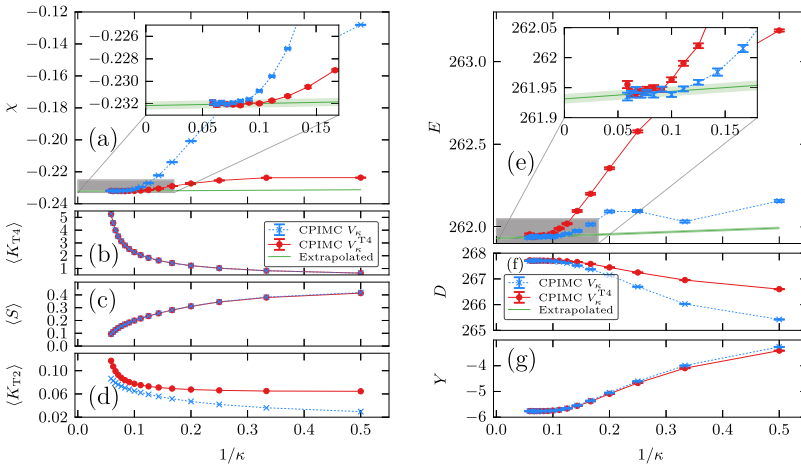 −0.12
−0.14
−0.16
−0.18
−0.20
−0.22
−0.24
χ
−0.226
−0.228
−0.230
−0.232
0
0.05
0.1
0.15
(a)
5
4
3
2
1
⟨K_T4⟩
(b)
CPIMC V_κ
CPIMC V_κ^T4
Extrapolated
0.4
0.3
0.2
0.1
0.0
⟨S⟩
(c)
0.10
0.06
0.02
⟨K_T2⟩
(d)
0.0
0.1
0.2
0.3
0.4
0.5
1/κ
263.0
262.5
262.0
E
262.05
262
261.95
261.9
0
0.05
0.1
0.15
(e)
268
267
266
265
D
(f)
CPIMC V_κ
CPIMC V_κ^T4
Extrapolated
−4
−5
−6
Y
(g)
0.0
0.1
0.2
0.3
0.4
0.5
1/κ